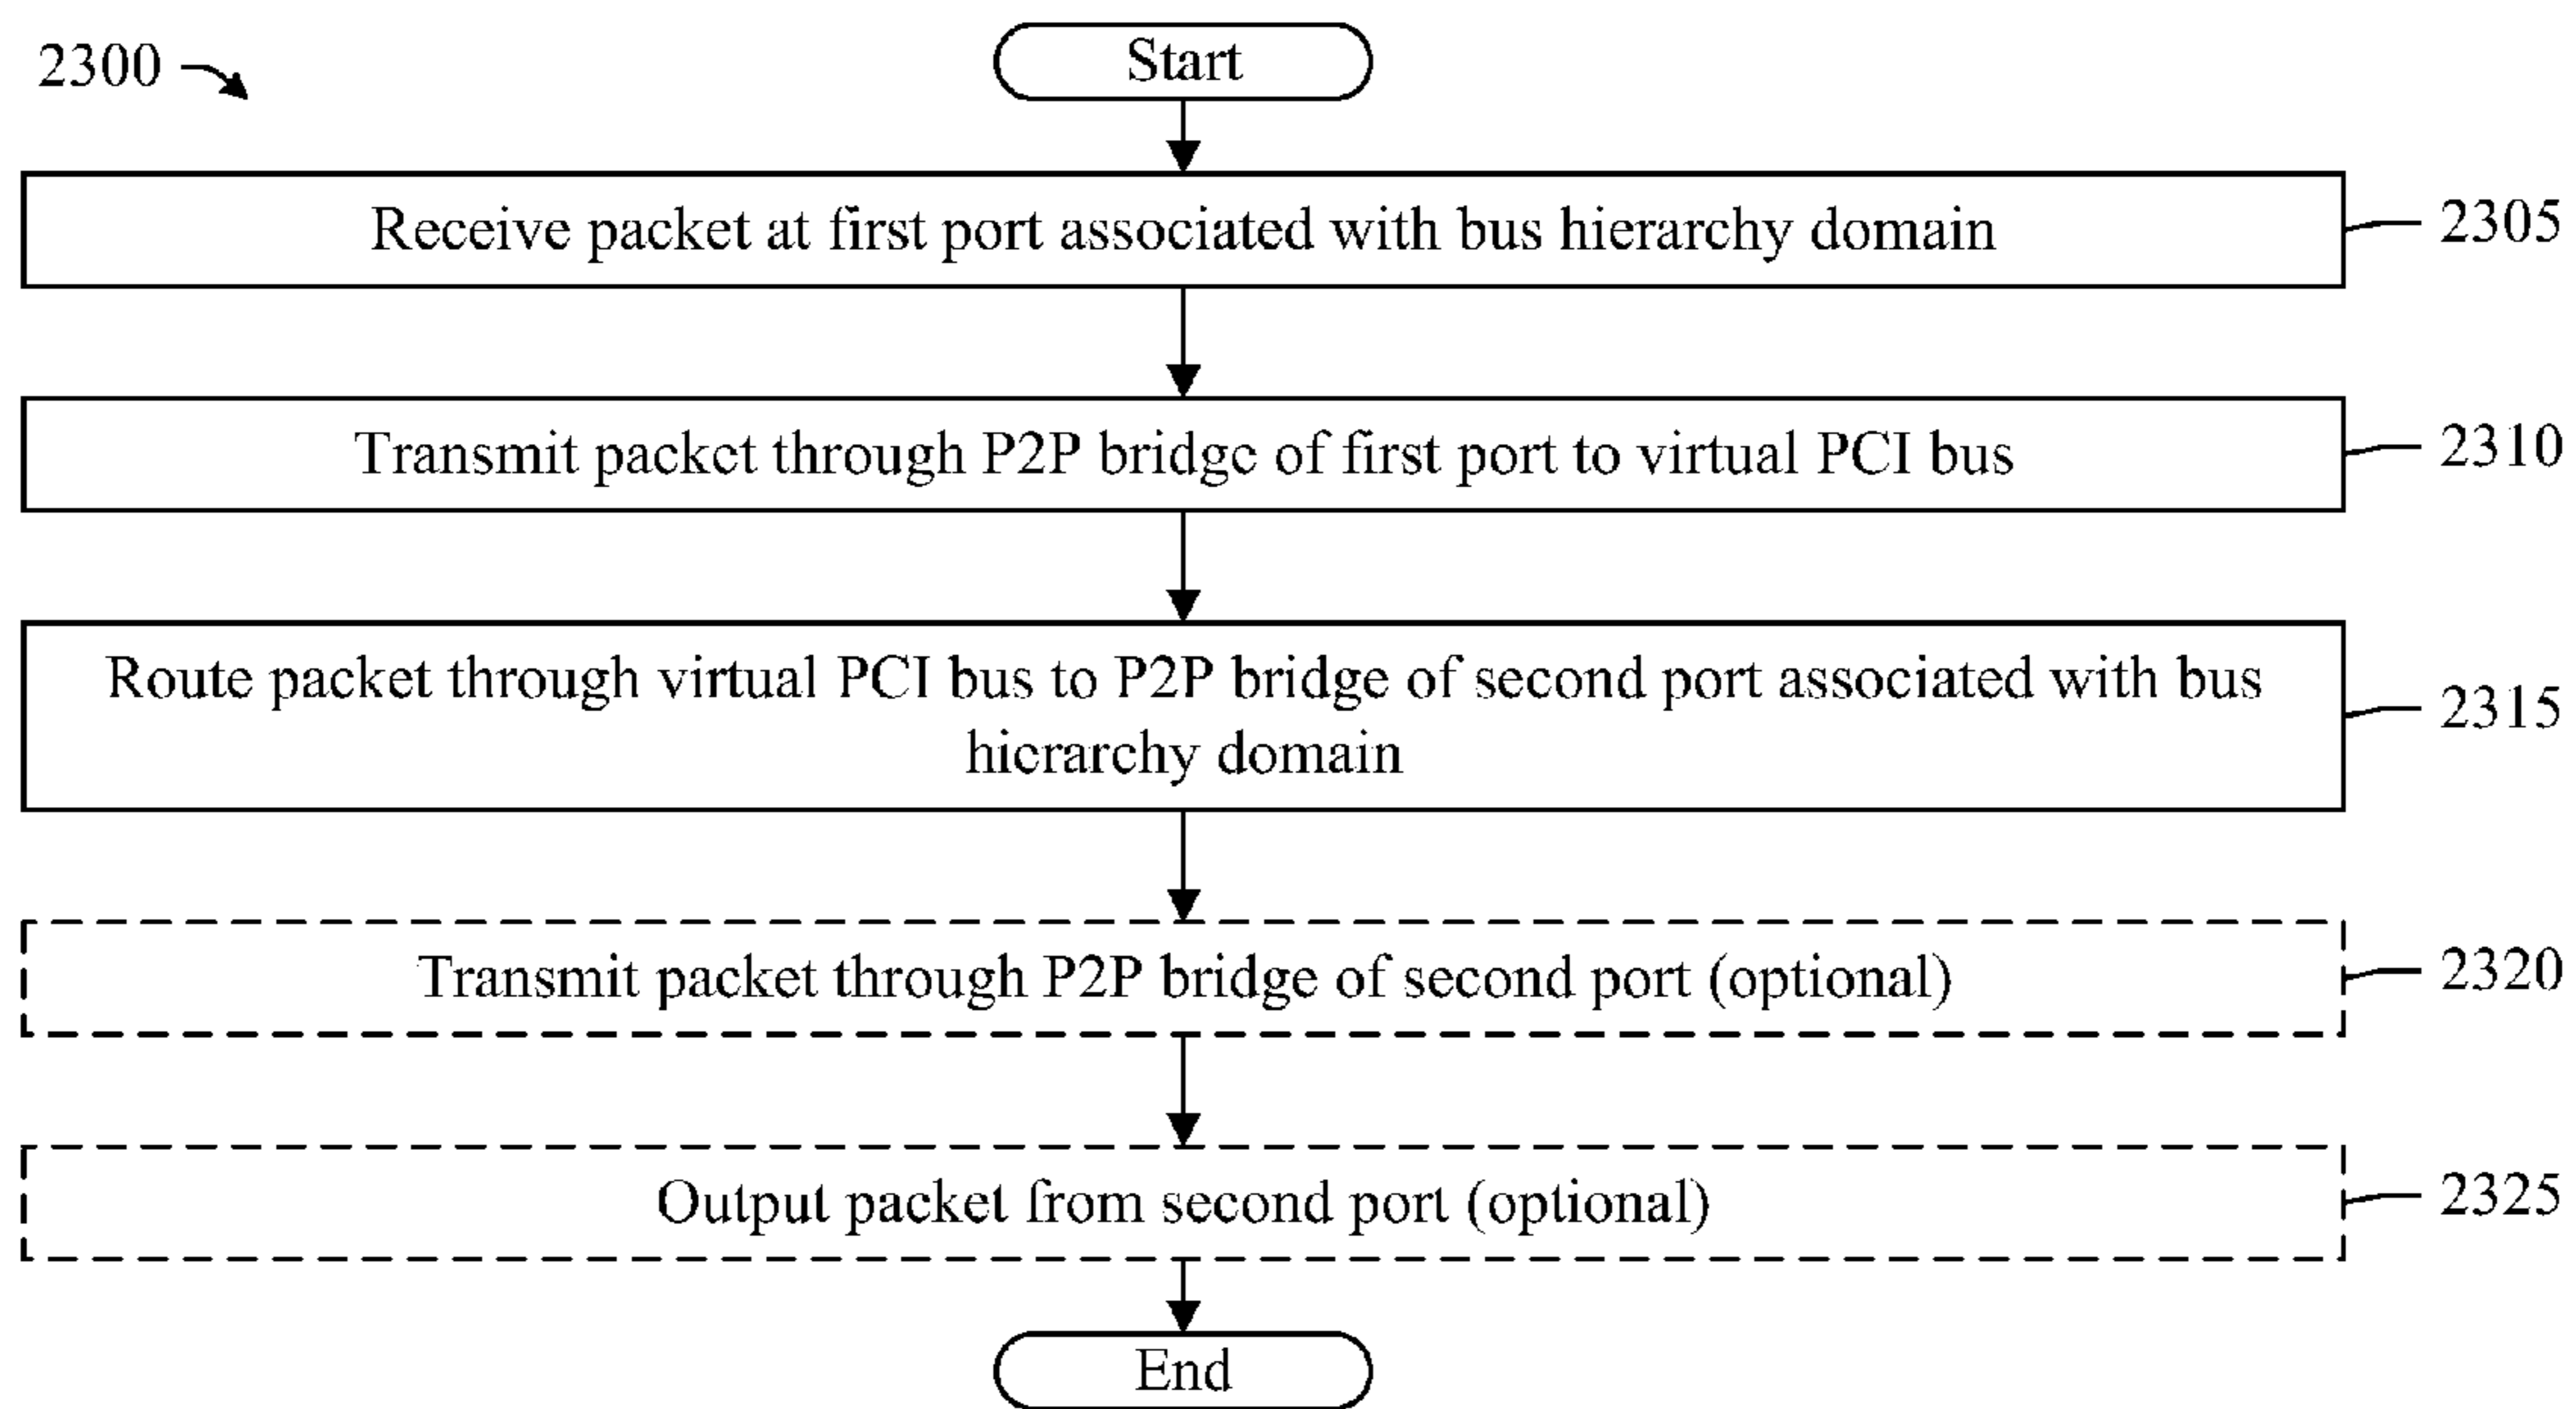 2300
Start
Receive packet at first port associated with bus hierarchy domain
2305
Transmit packet through P2P bridge of first port to virtual PCI bus
2310
Route packet through virtual PCI bus to P2P bridge of second port associated with bus
hierarchy domain
2315
Transmit packet through P2P bridge of second port (optional)
2320
Output packet from second port (optional)
2325
End